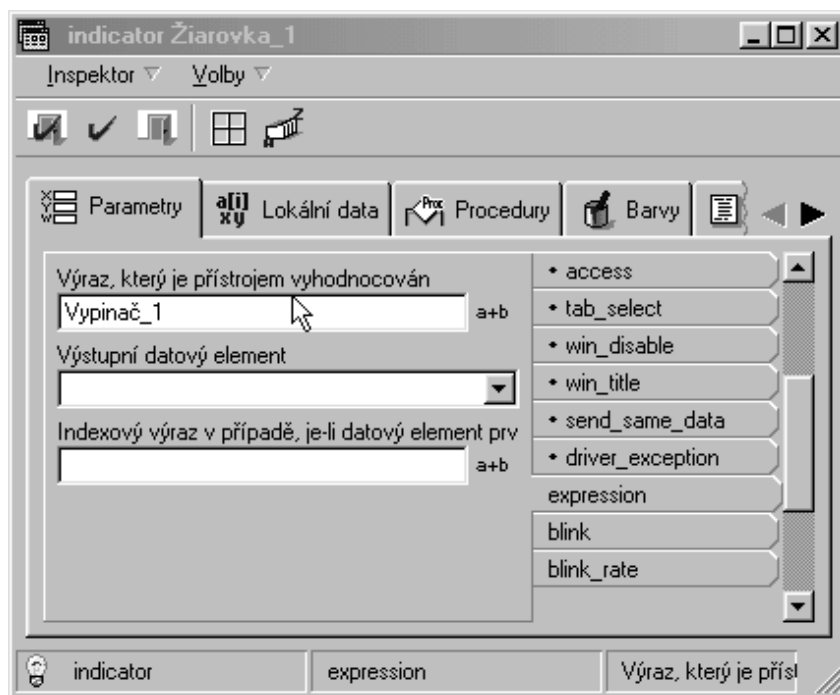 indicator Žiarovka_1
Inspektor Volby
Parametry a[i] xy Lokální data Proc Procedury Barvy
Výraz, který je přístrojem vyhodnocován
Vypinač_1 a+b
Výstupní datový element
Indexový výraz v případě, je-li datový element prv
a+b
• access
• tab_select
• win_disable
• win_title
• send_same_data
• driver_exception
expression
blink
blink_rate
indicator expression Výraz, který je příst